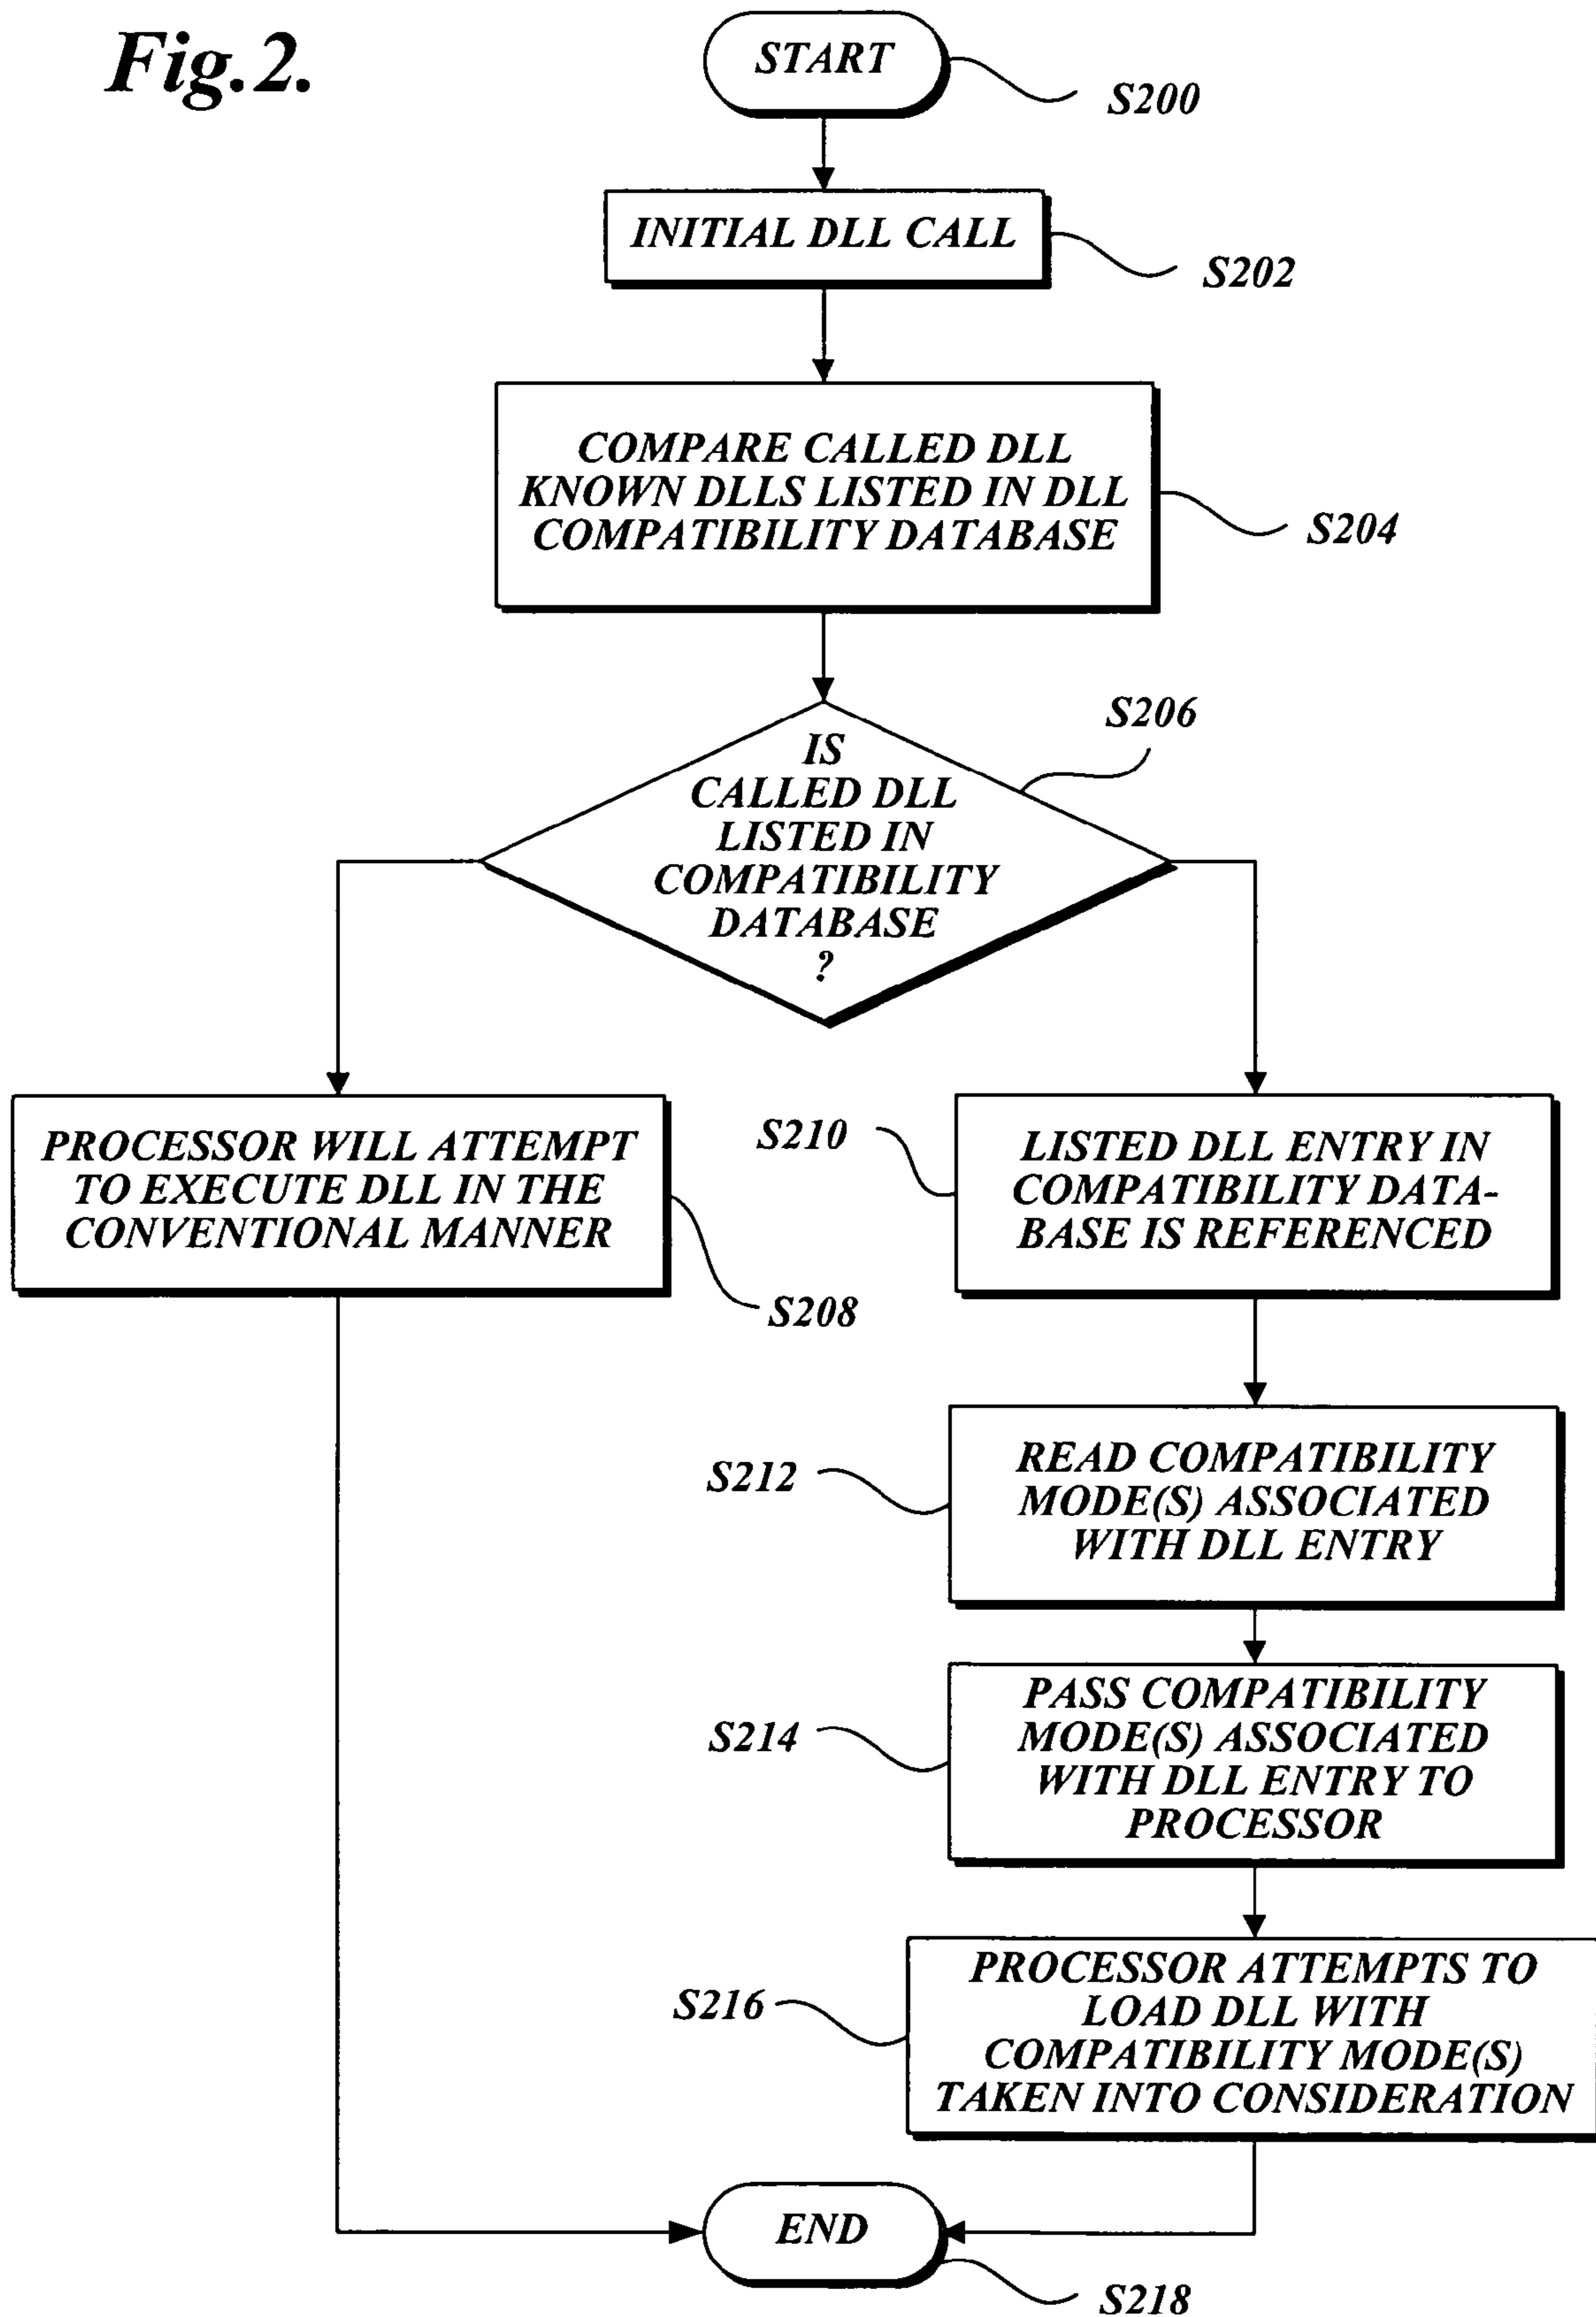 Fig.2.
START
S200
INITIAL DLL CALL
S202
COMPARE CALLED DLL
KNOWN DLLS LISTED IN DLL
COMPATIBILITY DATABASE
S204
S206
IS
CALLED DLL
LISTED IN
COMPATIBILITY
DATABASE
?
PROCESSOR WILL ATTEMPT
TO EXECUTE DLL IN THE
CONVENTIONAL MANNER
S208
S210
LISTED DLL ENTRY IN
COMPATIBILITY DATA-
BASE IS REFERENCED
S212
READ COMPATIBILITY
MODE(S) ASSOCIATED
WITH DLL ENTRY
S214
PASS COMPATIBILITY
MODE(S) ASSOCIATED
WITH DLL ENTRY TO
PROCESSOR
S216
PROCESSOR ATTEMPTS TO
LOAD DLL WITH
COMPATIBILITY MODE(S)
TAKEN INTO CONSIDERATION
END
S218